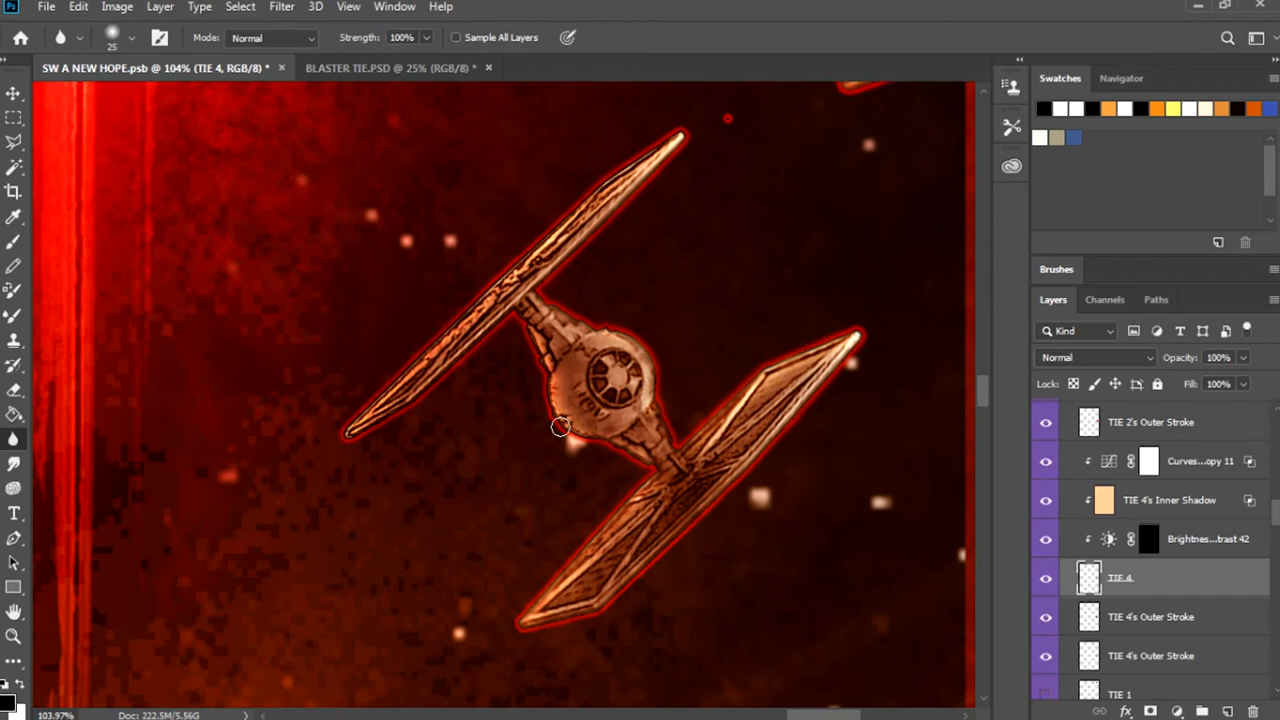 Ps File Edit Image Layer Type Select Filter 3D View Window Help
25 Mode: Normal Strength: 100% Sample All Layers
SW A NEW HOPE.psb @ 104% (TIE 4, RGB/8) * × BLASTER TIE.PSD @ 25% (RGB/8) * ×
Swatches Navigator
Brushes
Layers Channels Paths
Kind
Normal Opacity: 100%
Lock: Fill: 100%
TIE 2's Outer Stroke
Curves...opy 11
TIE 4's Inner Shadow
Brightnes...trast 42
TIE 4
TIE 4's Outer Stroke
TIE 4's Outer Stroke
TIE 1
103.97% Doc: 222.5M/5.56G